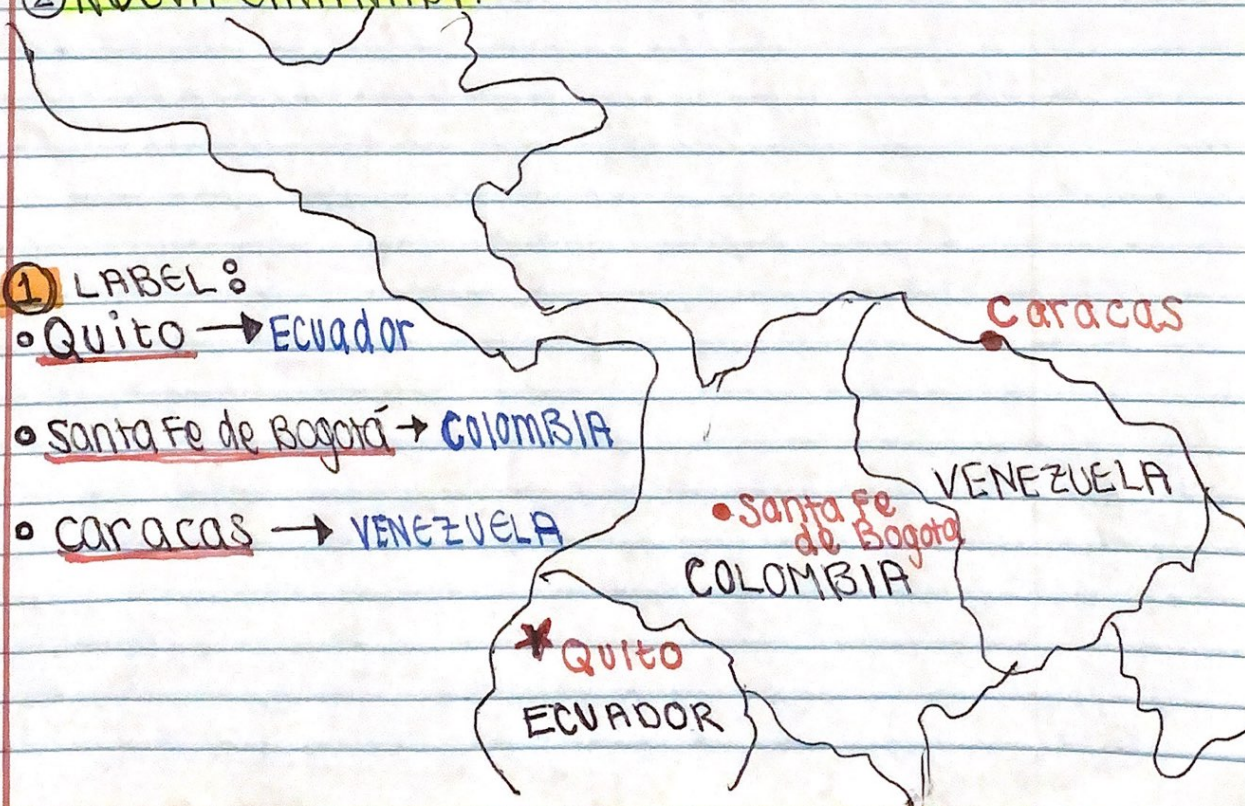 ① LABEL:
• Quito → Ecuador
• Santa Fe de Bogotá → COLOMBIA
• caracas → VENEZUELA
caracas
VENEZUELA
• Santa Fe
de Bogota
COLOMBIA
Quito
ECUADOR